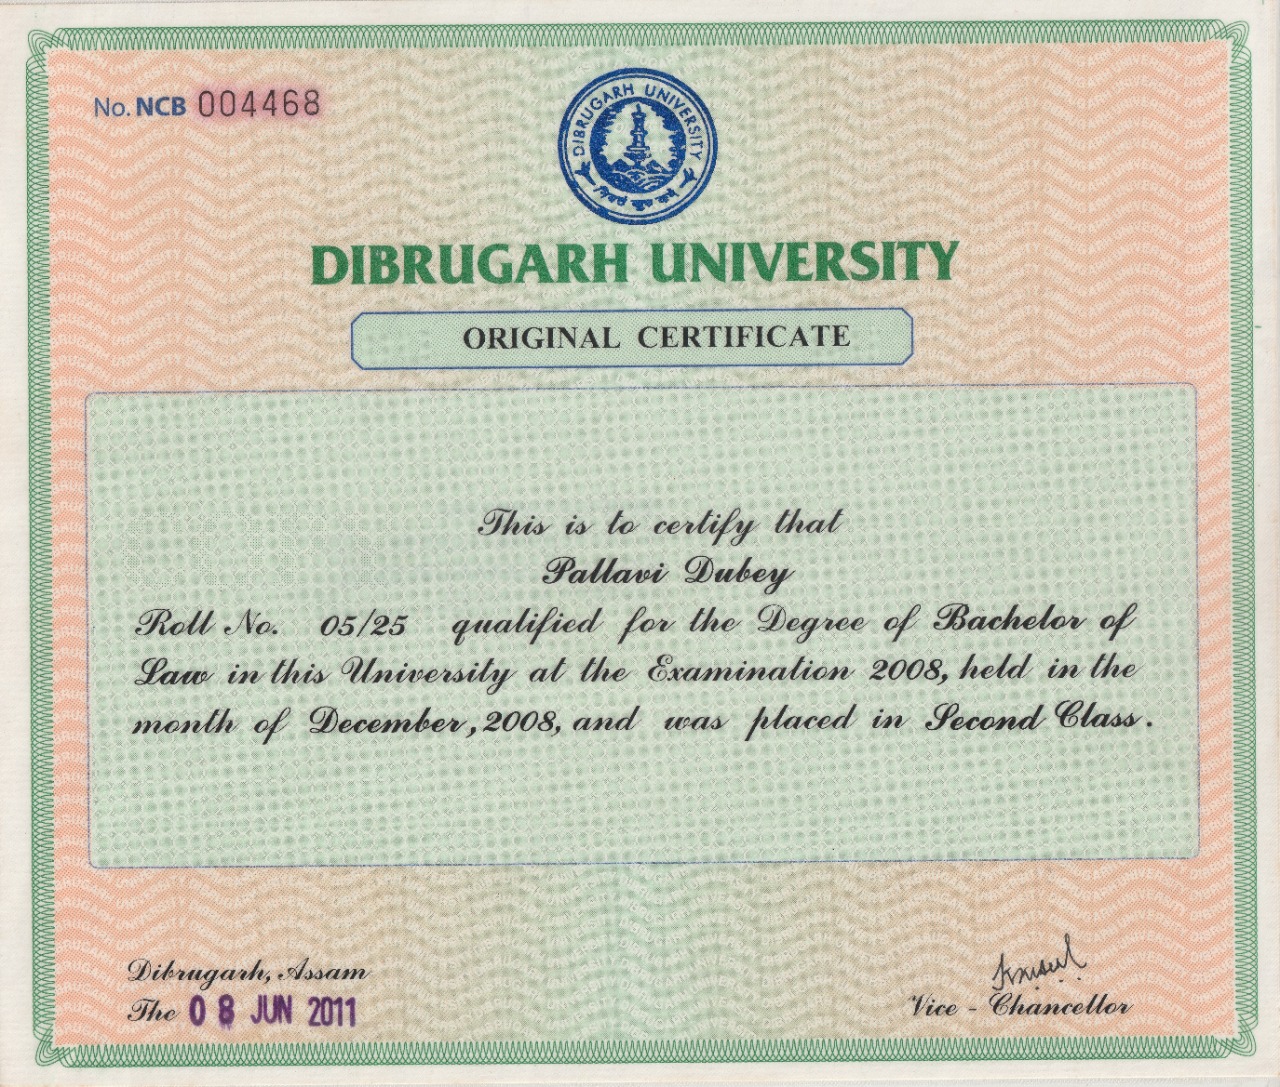 No. NCB 004468
DIBRUGARH UNIVERSITY
DIBRUGARH UNIVERSITY
ORIGINAL CERTIFICATE
This is to certify that
Pallavi Dubey
Roll No. 05/25 qualified for the Degree of Bachelor of
Law in this University at the Examination 2008, held in the
month of December, 2008, and was placed in Second Class.
Dibrugarh, Assam
The 08 JUN 2011
Vice - Chancellor